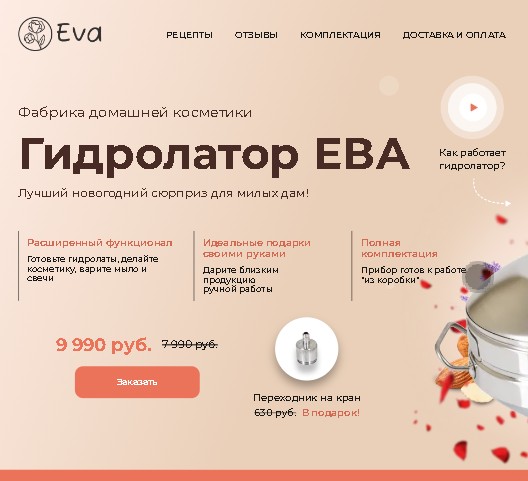 Eva
РЕЦЕПТЫ ОТЗЫВЫ КОМПЛЕКТАЦИЯ ДОСТАВКА И ОПЛАТА
Фабрика домашней косметики
Гидролатор ЕВА
Лучший новогодний сюрприз для милых дам!
Как работает
гидролатор?
Расширенный функционал
Готовьте гидролаты,делайте
косметику, варите мыло и
свечи
Идеальные подарки
своими руками
Дарите близким
продукцию
ручной работы
Полная
комплектация
Прибор готов к работе
"из коробки"
9 990 руб. 7 990 руб.
Заказать
Переходник на кран
630 руб. В подарок!